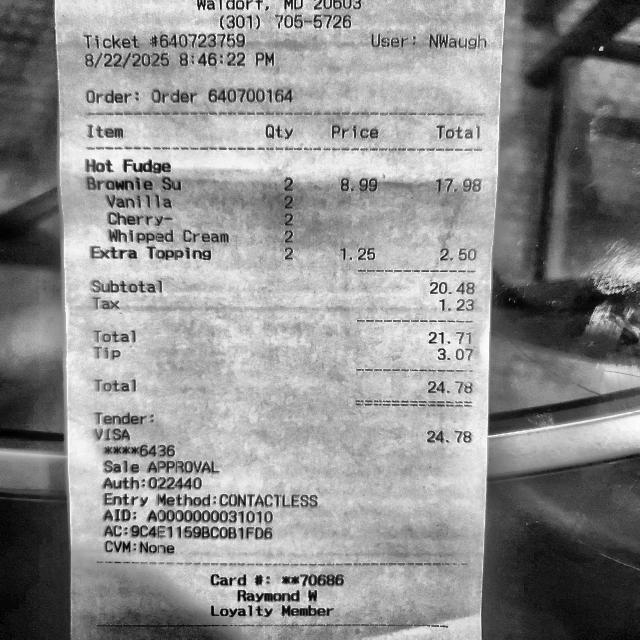 Waldorf, MD 20603
(301) 705-5726
Ticket #640723759 User: NWaugh
8/22/2025 8:46:22 PM
Order: Order 640700164
Item Qty Price Total
Hot Fudge
Brownie Su 2 8.99 17.98
Vanilla 2
Cherry- 2
Whipped Cream 2
Extra Topping 2 1.25 2.50
Subtotal 20.48
Tax 1.23
Total 21.71
Tip 3.07
Total 24.78
Tender:
VISA 24.78
****6436
Sale APPROVAL
Auth:022440
Entry Method:CONTACTLESS
AID: A0000000031010
AC:9C4E1159BC0B1FD6
CVM:None
Card #: **70686
Raymond W
Loyalty Member